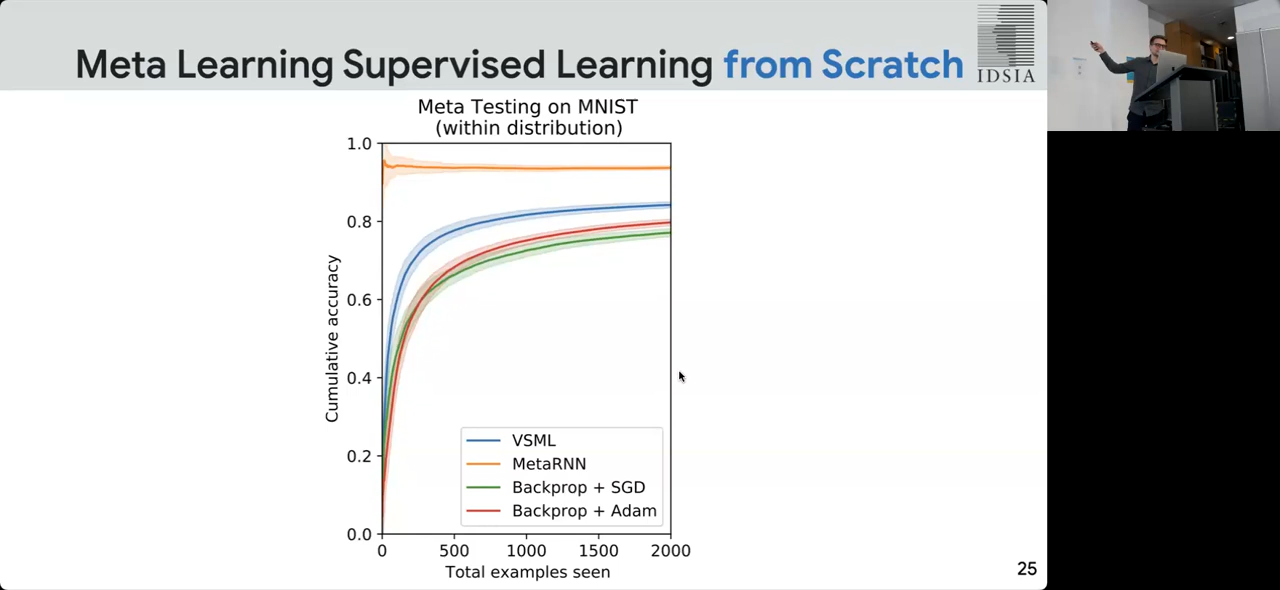 Meta Learning Supervised Learning from Scratch
IDSIA
Meta Testing on MNIST
(within distribution)
Cumulative accuracy
1.0
0.8
0.6
0.4
0.2
0.0
VSML
MetaRNN
Backprop + SGD
Backprop + Adam
0 500 1000 1500 2000
Total examples seen
25